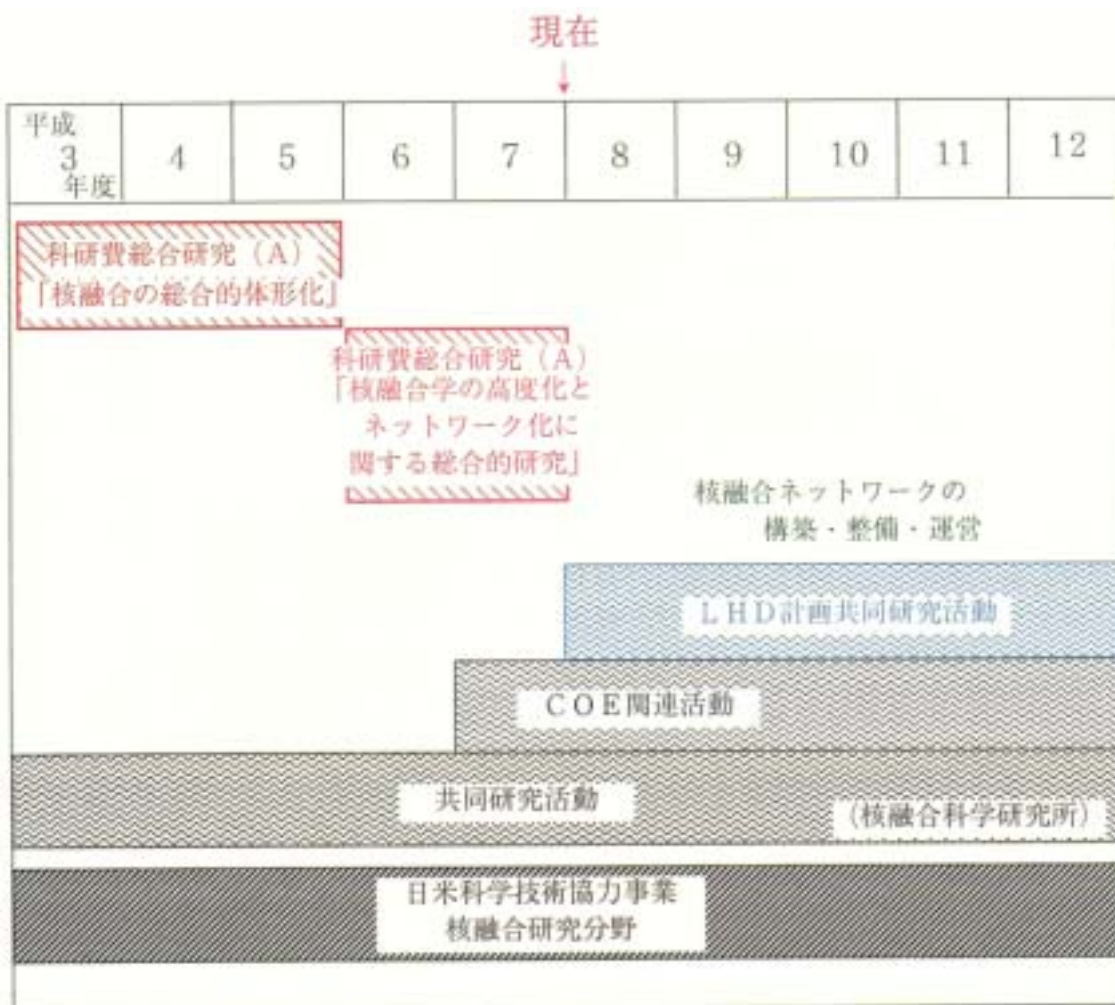 現在
↓
平成
3
年度
4
5
6
7
8
9
10
11
12
科研費総合研究（A）
「核融合の総合的体形化」
科研費総合研究（A）
「核融合学の高度化と
ネットワーク化に
関する総合的研究」
核融合ネットワークの
構築・整備・運営
LHD計画共同研究活動
COE関連活動
共同研究活動
（核融合科学研究所）
日米科学技術協力事業
核融合研究分野